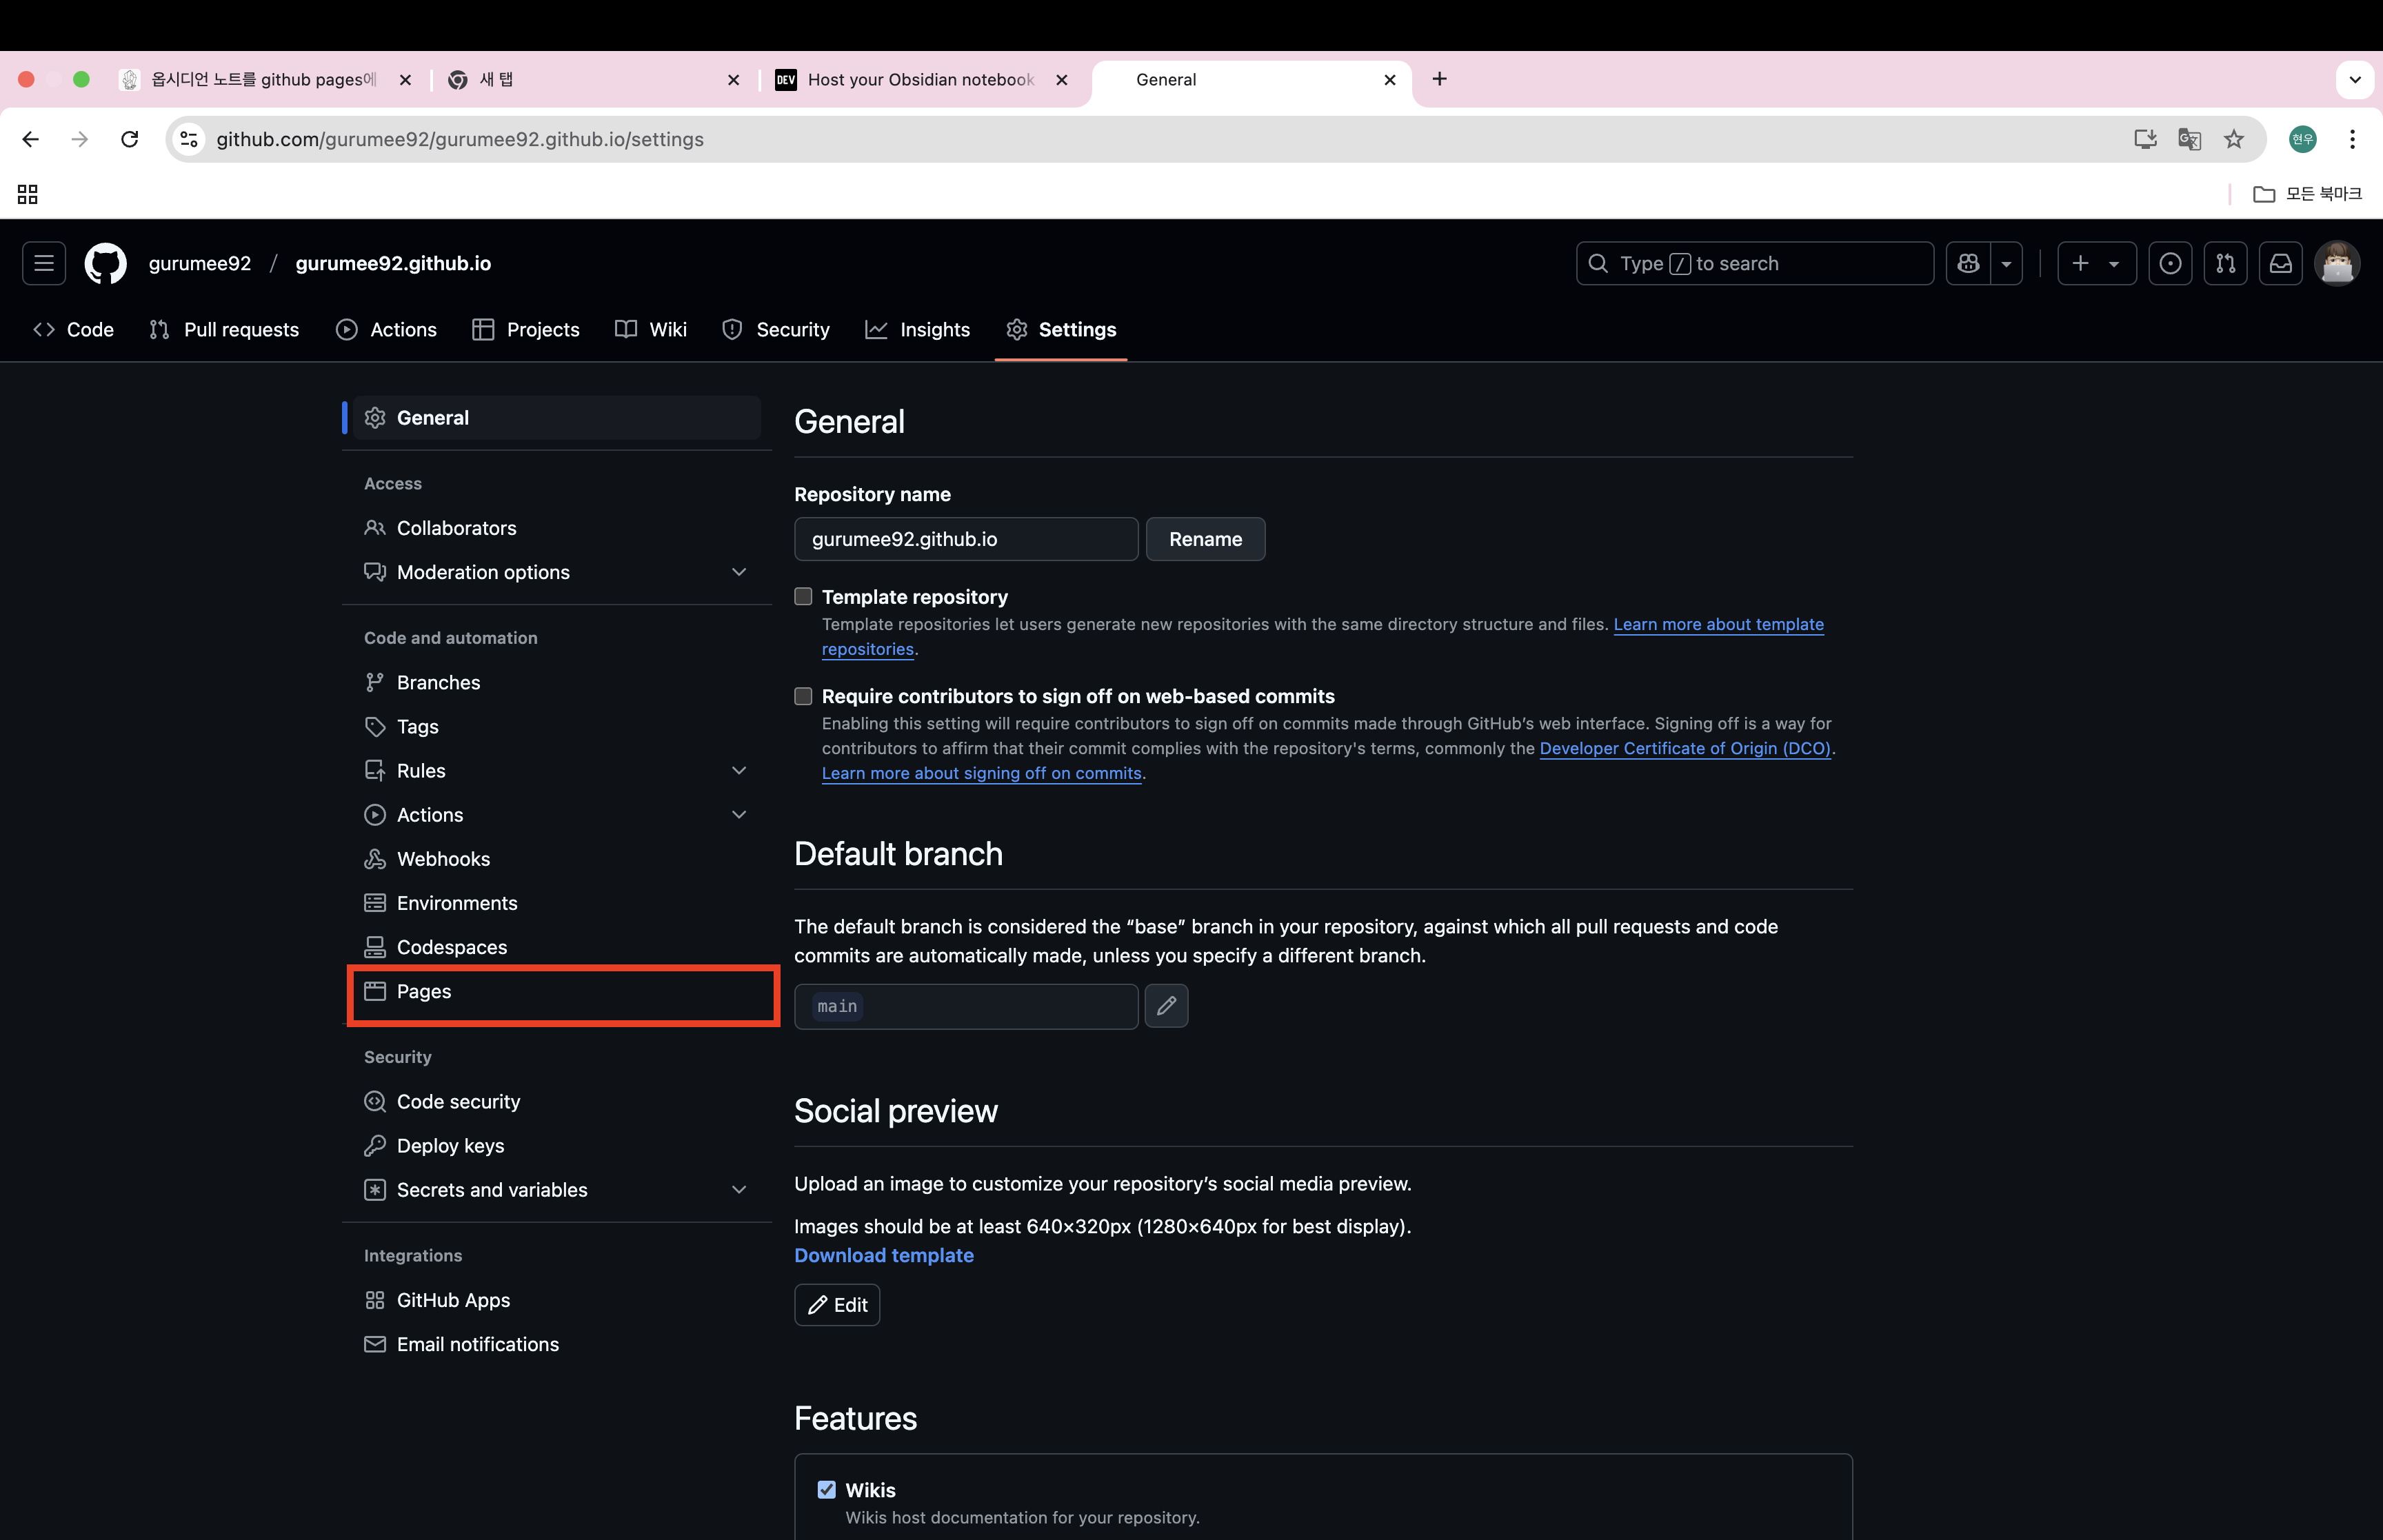 옵시디언 노트를 github pages에
새 탭
DEV
Host your Obsidian notebook
General
github.com/gurumee92/gurumee92.github.io/settings
현우
모든 북마크
gurumee92 / gurumee92.github.io
Type / to search
Code
Pull requests
Actions
Projects
Wiki
Security
Insights
Settings
General
Access
Collaborators
Moderation options
Code and automation
Branches
Tags
Rules
Actions
Webhooks
Environments
Codespaces
Pages
Security
Code security
Deploy keys
Secrets and variables
Integrations
GitHub Apps
Email notifications
General
Repository name
gurumee92.github.io
Rename
Template repository
Template repositories let users generate new repositories with the same directory structure and files. Learn more about template
repositories.
Require contributors to sign off on web-based commits
Enabling this setting will require contributors to sign off on commits made through GitHub’s web interface. Signing off is a way for
contributors to affirm that their commit complies with the repository's terms, commonly the Developer Certificate of Origin (DCO).
Learn more about signing off on commits.
Default branch
The default branch is considered the “base” branch in your repository, against which all pull requests and code
commits are automatically made, unless you specify a different branch.
main
Social preview
Upload an image to customize your repository’s social media preview.
Images should be at least 640×320px (1280×640px for best display).
Download template
Edit
Features
Wikis
Wikis host documentation for your repository.